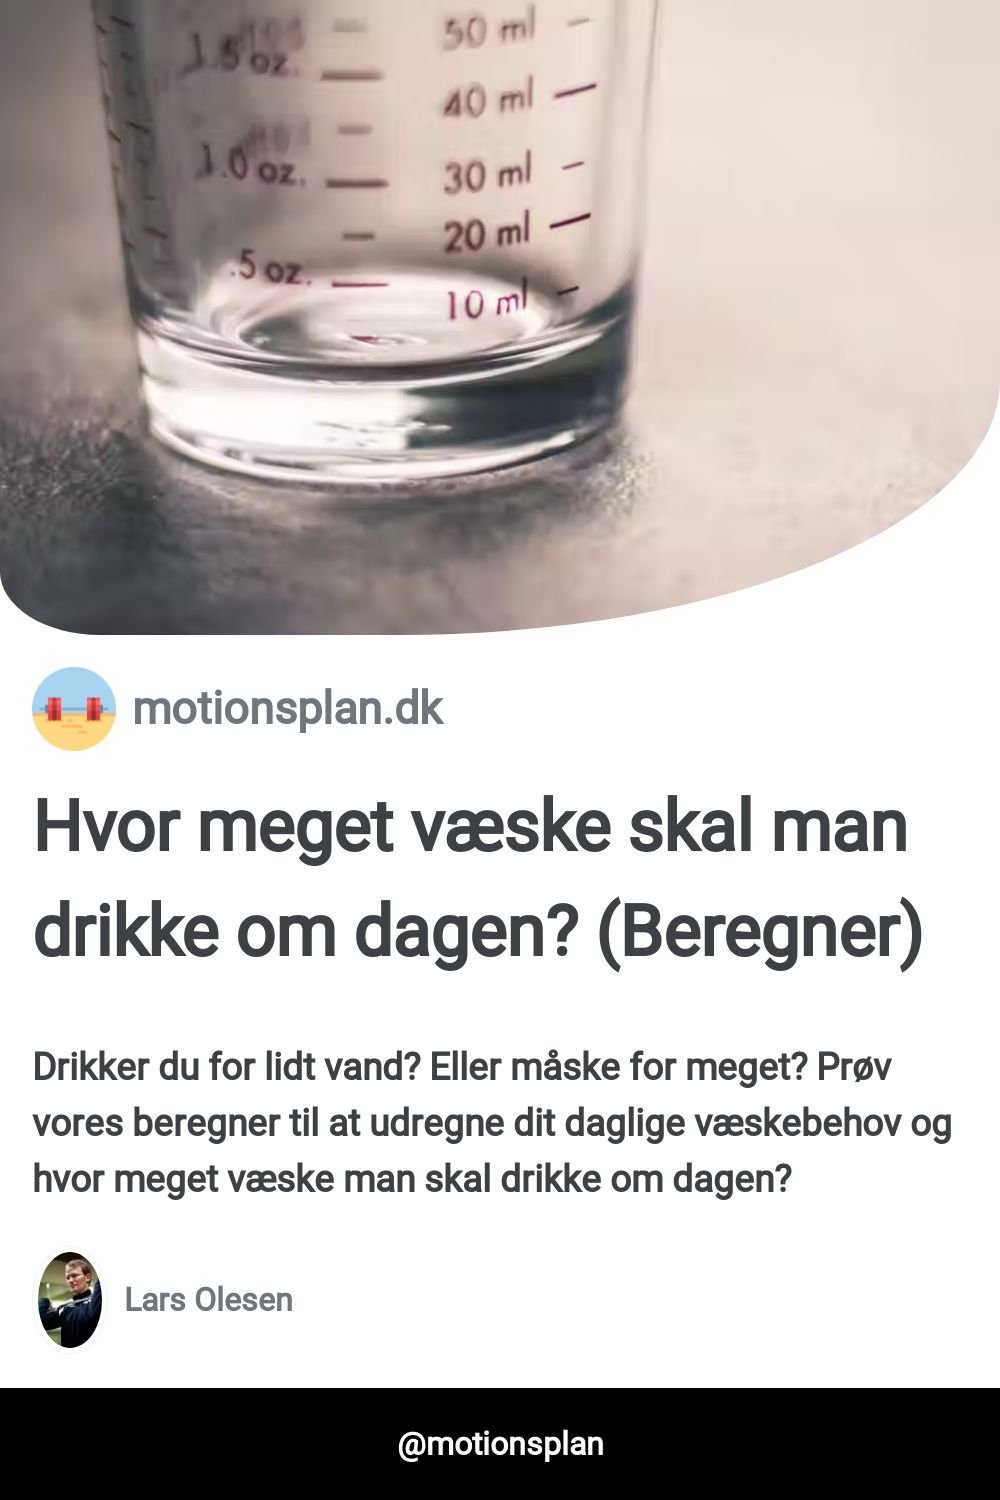 50 ml
1.5 oz.
40 ml
1.0 oz.
30 ml
20 ml
.5 oz.
10 ml
motionsplan.dk
Hvor meget væske skal man
drikke om dagen? (Beregner)
Drikker du for lidt vand? Eller måske for meget? Prøv
vores beregner til at udregne dit daglige væskebehov og
hvor meget væske man skal drikke om dagen?
Lars Olesen
@motionsplan